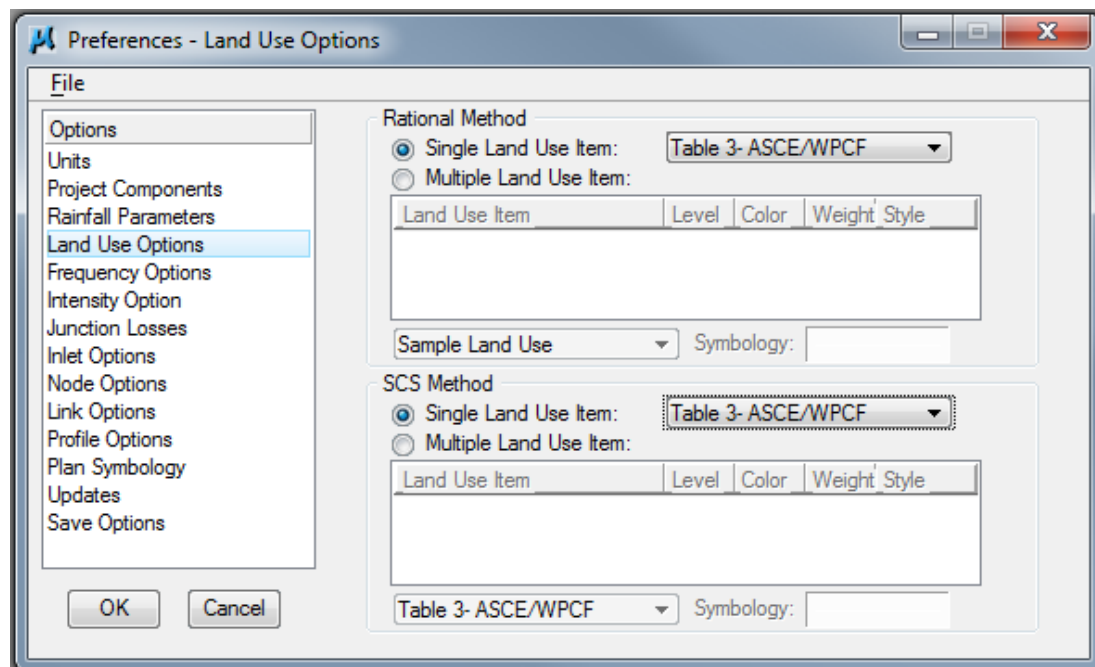 Preferences - Land Use Options
File
Options
Units
Project Components
Rainfall Parameters
Land Use Options
Frequency Options
Intensity Option
Junction Losses
Inlet Options
Node Options
Link Options
Profile Options
Plan Symbology
Updates
Save Options
OK Cancel
Rational Method
Single Land Use Item: Table 3- ASCE/WPCF
Multiple Land Use Item:
Land Use Item Level Color Weight Style
Sample Land Use Symbology:
SCS Method
Single Land Use Item: Table 3- ASCE/WPCF
Multiple Land Use Item:
Land Use Item Level Color Weight Style
Table 3- ASCE/WPCF Symbology: